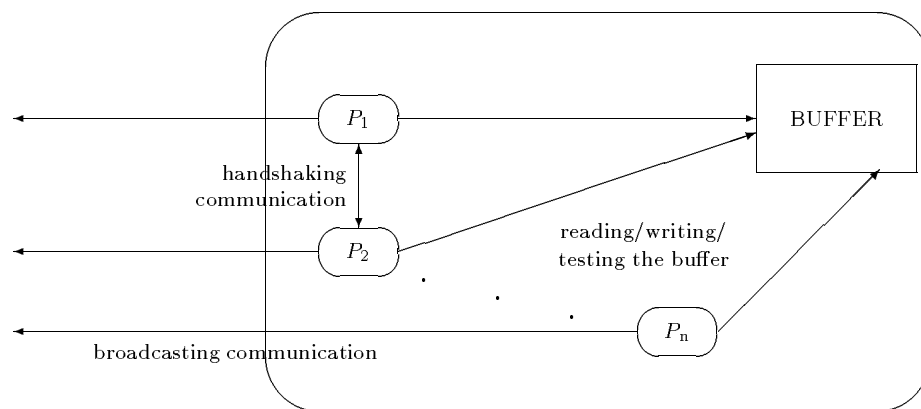 P1
BUFFER
handshaking
communication
P2
reading/writing/
testing the buffer
Pn
broadcasting communication